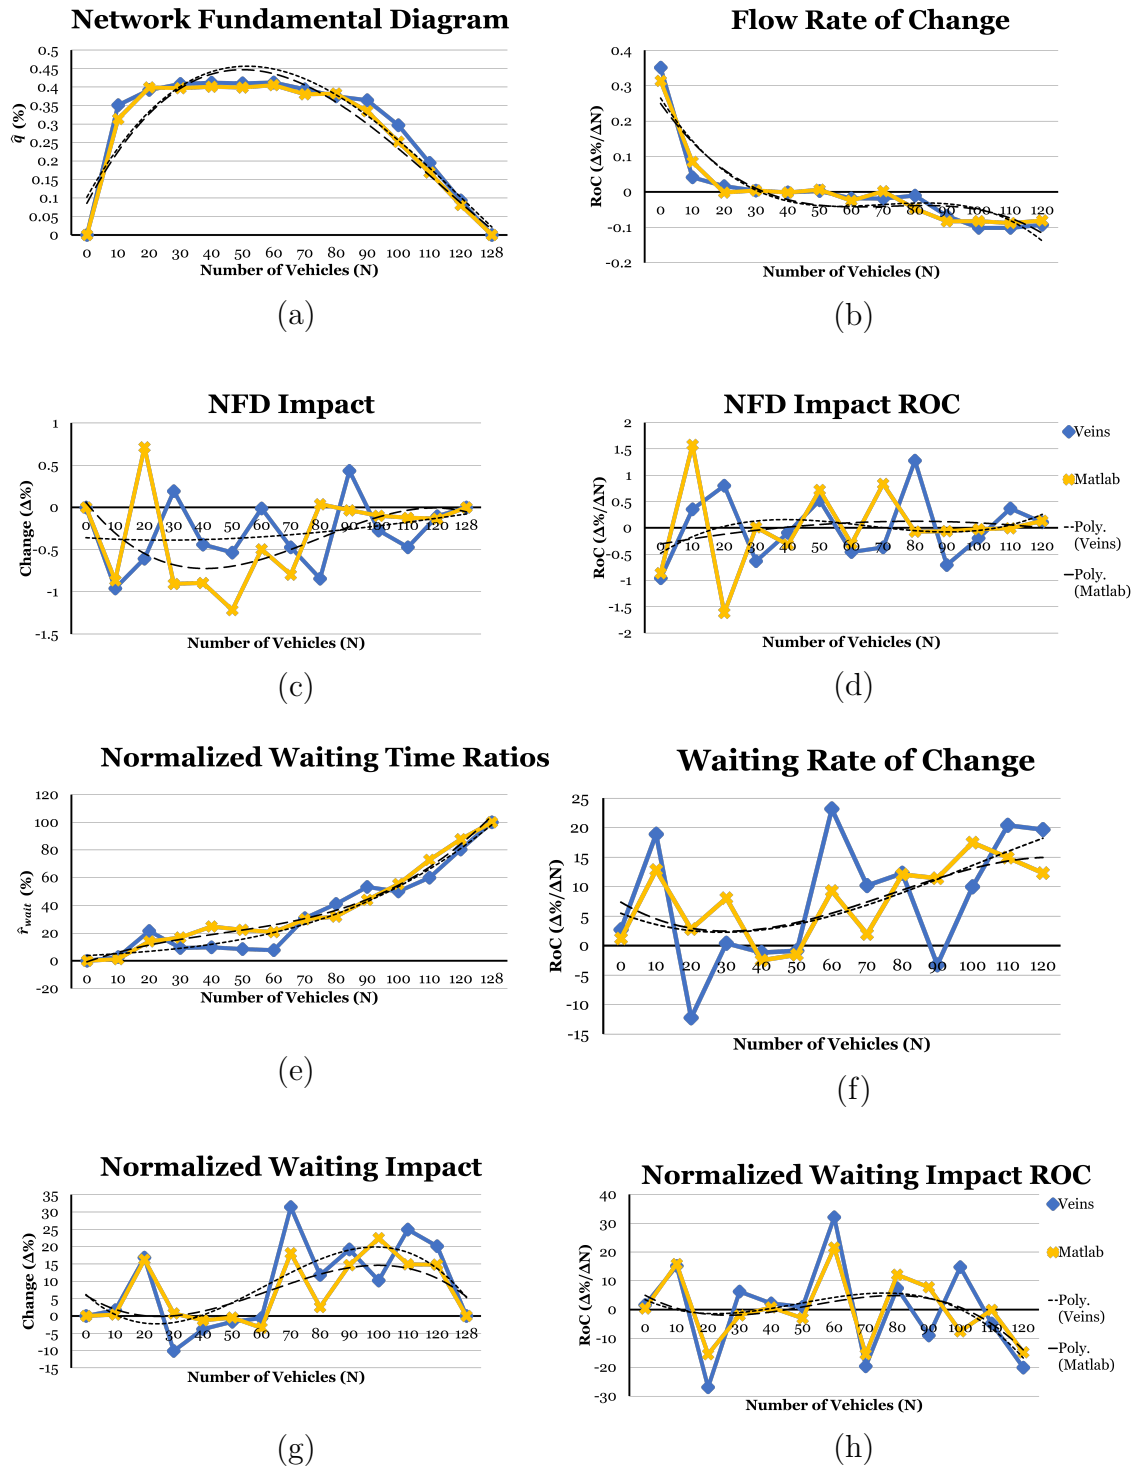 Network Fundamental Diagram
0.5
0.45
0.4
0.35
0.3
0.25
0.2
0.15
0.1
0.05
0
q̂ (%)
0 10 20 30 40 50 60 70 80 90 100 110 120 128
Number of Vehicles (N)
(a)
Flow Rate of Change
0.4
0.3
0.2
0.1
0
-0.1
-0.2
RoC (Δ%/ΔN)
0 10 20 30 40 50 60 70 80 90 100 110 120
Number of Vehicles (N)
(b)
NFD Impact
1
0.5
0
-0.5
-1
-1.5
Change (Δ%)
0 10 20 30 40 50 60 70 80 90 100 110 120 128
Number of Vehicles (N)
(c)
NFD Impact ROC
2
1.5
1
0.5
0
-0.5
-1
-1.5
-2
RoC (Δ%/ΔN)
0 10 20 30 40 50 60 70 80 90 100 110 120
Number of Vehicles (N)
Veins
Matlab
Poly.
(Veins)
Poly.
(Matlab)
(d)
Normalized Waiting Time Ratios
120
100
80
60
40
20
0
-20
r̂wait (%)
0 10 20 30 40 50 60 70 80 90 100 110 120 128
Number of Vehicles (N)
(e)
Waiting Rate of Change
25
20
15
10
5
0
-5
-10
-15
RoC (Δ%/ΔN)
0 10 20 30 40 50 60 70 80 90 100 110 120
Number of Vehicles (N)
(f)
Normalized Waiting Impact
35
30
25
20
15
10
5
0
-5
-10
-15
Change (Δ%)
0 10 20 30 40 50 60 70 80 90 100 110 120 128
Number of Vehicles (N)
(g)
Normalized Waiting Impact ROC
40
30
20
10
0
-10
-20
-30
RoC (Δ%/ΔN)
0 10 20 30 40 50 60 70 80 90 100 110 120
Number of Vehicles (N)
Veins
Matlab
Poly.
(Veins)
Poly.
(Matlab)
(h)